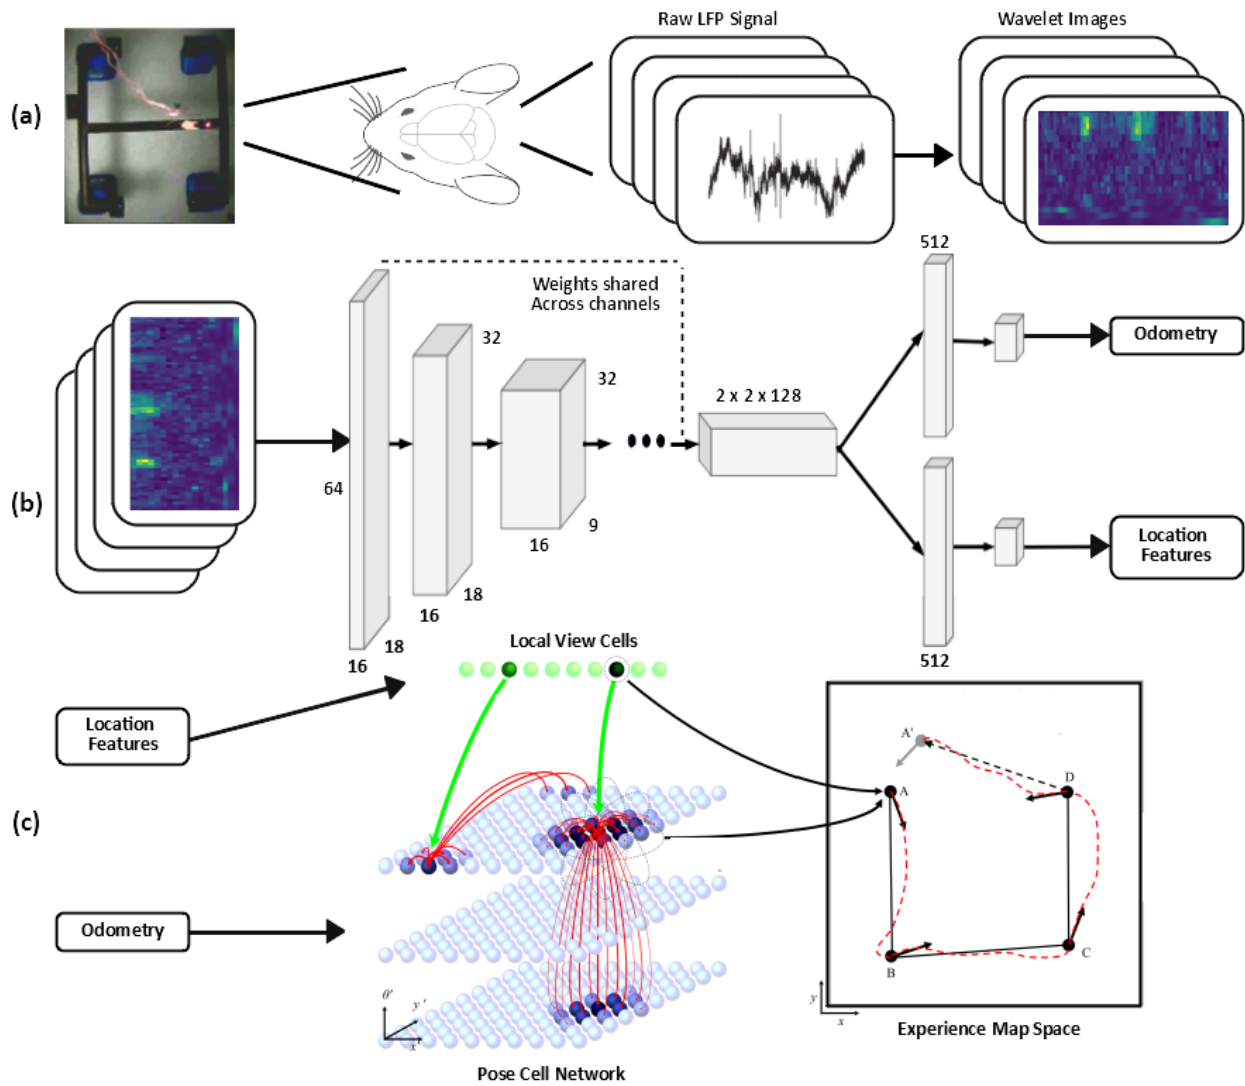 Raw LFP Signal
Wavelet Images
(a)
512
Weights shared
Across channels
32
Odometry
32
2 x 2 x 128
64
(b)
9
16
Location
Features
18
16
18
16
512
Local View Cells
Location
Features
A'
D
A
(c)
Odometry
C
B
θ'
y'
x'
y
x
Experience Map Space
Pose Cell Network